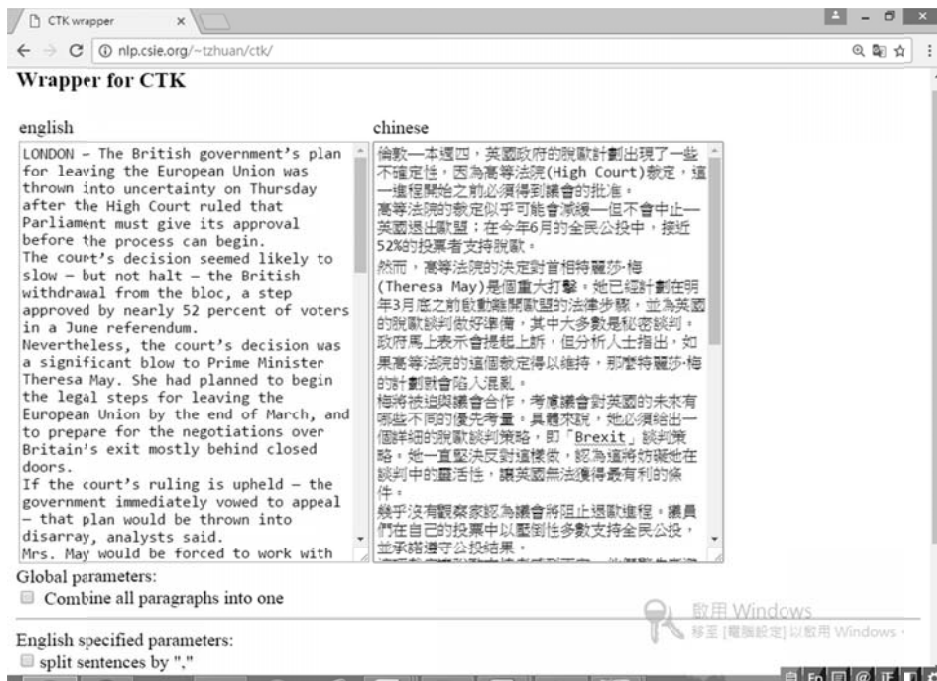 CTK wrapper
nlp.csie.org/~tzhuan/ctk/
Wrapper for CTK
english
LONDON – The British government's plan
for leaving the European Union was
thrown into uncertainty on Thursday
after the High Court ruled that
Parliament must give its approval
before the process can begin.
The court's decision seemed likely to
slow – but not halt – the British
withdrawal from the bloc, a step
approved by nearly 52 percent of voters
in a June referendum.
Nevertheless, the court's decision was
a significant blow to Prime Minister
Theresa May. She had planned to begin
the legal steps for leaving the
European Union by the end of March, and
to prepare for the negotiations over
Britain's exit mostly behind closed
doors.
If the court's ruling is upheld – the
government immediately vowed to appeal
– that plan would be thrown into
disarray, analysts said.
Mrs. May would be forced to work with
chinese
倫敦—本週四，英國政府的脫歐計劃出現了一些
不確定性，因為高等法院(High Court)裁定，這
一進程開始之前必須得到議會的批准。
高等法院的裁定似乎可能會減緩—但不會中止—
英國退出歐盟；在今年6月的全民公投中，接近
52%的投票者支持脫歐。
然而，高等法院的決定對首相特麗莎·梅
(Theresa May)是個重大打擊。她已經計劃在明
年3月底之前啟動離開歐盟的法律步驟，並為英國
的脫歐談判做好準備，其中大多數是秘密談判。
政府馬上表示會提起上訴，但分析人士指出，如
果高等法院的這個裁定得以維持，那麼特麗莎·梅
的計劃就會陷入混亂。
梅將被迫與議會合作，考慮議會對英國的未來有
哪些不同的優先考量。具體來說，她必須給出一
個詳細的脫歐談判策略，即「Brexit」談判策
略。她一直堅決反對這樣做，認為這將妨礙她在
談判中的靈活性，讓英國無法獲得最有利的條
件。
幾乎沒有觀察家認為議會將阻止退歐進程。議員
們在自己的投票中以壓倒性多數支持全民公投，
並承諾遵守公投結果。
Global parameters:
Combine all paragraphs into one
English specified parameters:
split sentences by ","
啟用 Windows
移至 [電腦設定] 以啟用 Windows。